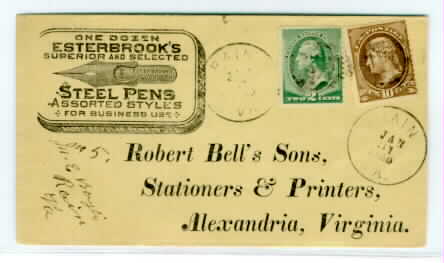 ONE DOZEN
ESTERBROOK'S
SUPERIOR AND SELECTED
STEEL PENS
ASSORTED STYLES
FOR BUSINESS USE
TWO CENTS
JAN
Robert Bell's Sons,
Stationers & Printers,
Alexandria, Virginia.